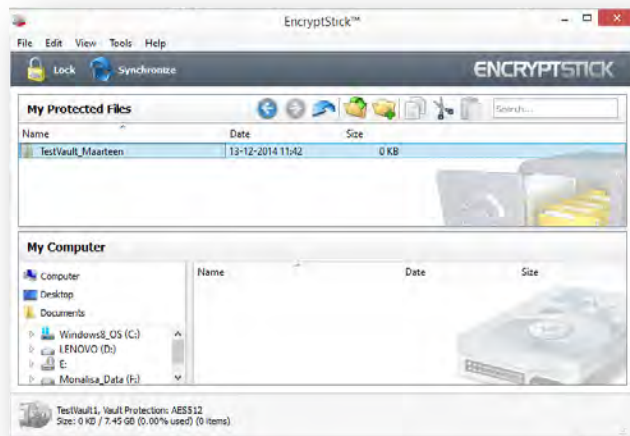 EncryptStick™
File Edit View Tools Help
Lock Synchronize ENCRYPTSTICK
My Protected Files Search...
Name Date Size
TestVault_Maarteen 13-12-2014 11:42 0 KB
My Computer
Computer
Desktop
Documents
Windows8_OS (C:)
LENOVO (D:)
E:
Monalisa_Data (F:)
Name Date Size
TestVault1, Vault Protection: AES512
Size: 0 KB / 7.45 GB (0.00% used) (0 items)